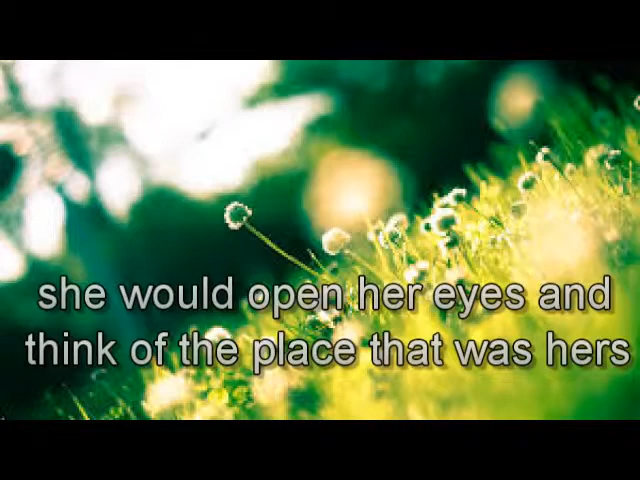 she would open her eyes and
think of the place that was hers